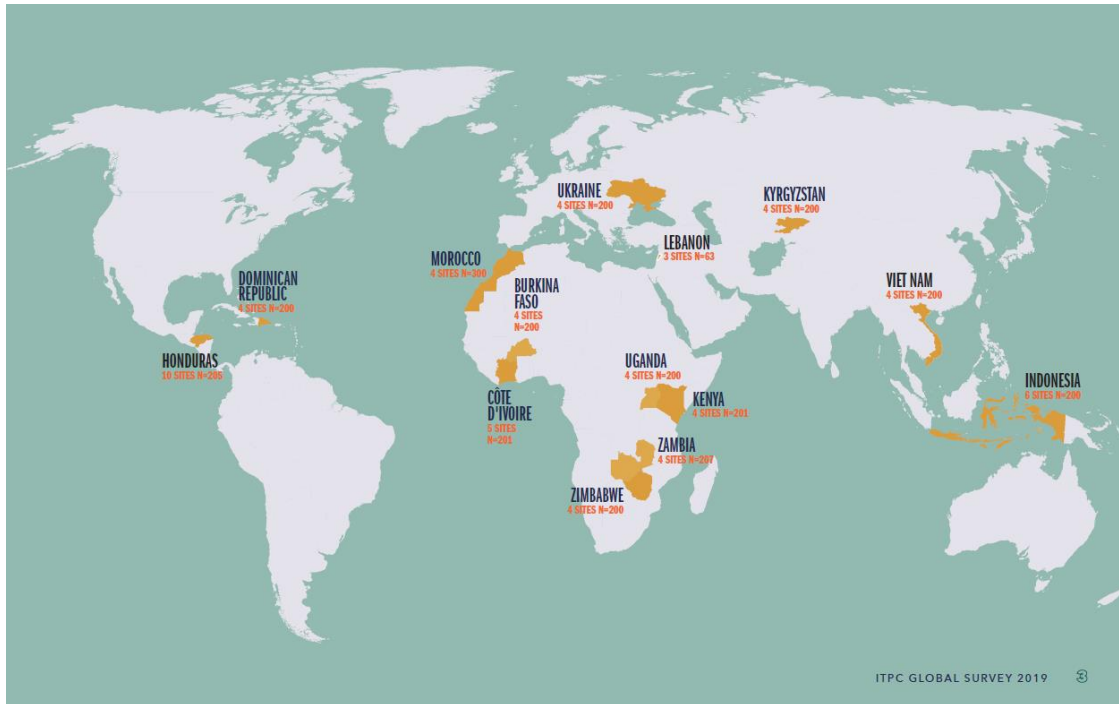 UKRAINE
4 SITES N=200
KYRGYZSTAN
4 SITES N=200
LEBANON
3 SITES N=63
MOROCCO
4 SITES N=300
DOMINICAN
REPUBLIC
4 SITES N=200
BURKINA
FASO
4 SITES
N=200
VIET NAM
4 SITES N=200
HONDURAS
10 SITES N=205
UGANDA
4 SITES N=200
INDONESIA
6 SITES N=200
CÔTE
D'IVOIRE
5 SITES
N=201
KENYA
4 SITES N=201
ZAMBIA
4 SITES N=207
ZIMBABWE
4 SITES N=200
ITPC GLOBAL SURVEY 2019 3